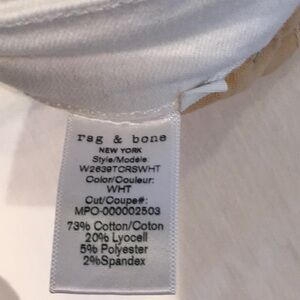 rag & bone
NEW YORK
Style/Modèle:
W2639TCRSWHT
Color/Couleur:
WHT
Cut/Coupe#:
MPO-000002503
73% Cotton/Coton
20% Lyocell
5% Polyester
2%Spandex